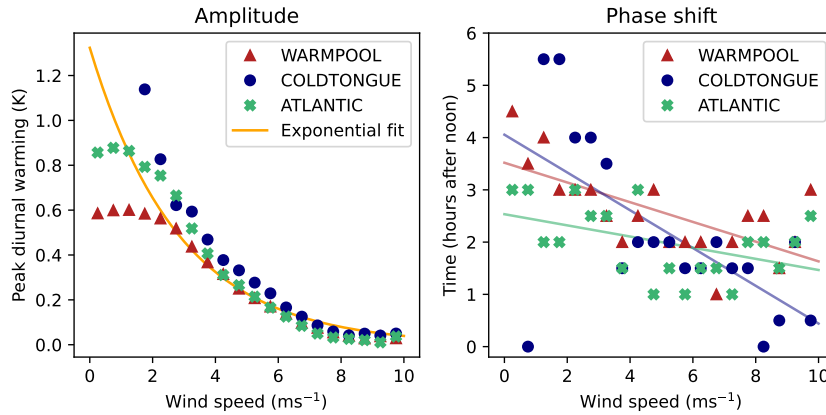 Amplitude
Peak diurnal warming (K)
1.2
1.0
0.8
0.6
0.4
0.2
0.0
WARMPOOL
COLDTONGUE
ATLANTIC
Exponential fit
0 2 4 6 8 10
Wind speed (ms⁻¹)
Phase shift
Time (hours after noon)
6
5
4
3
2
1
0
WARMPOOL
COLDTONGUE
ATLANTIC
0 2 4 6 8 10
Wind speed (ms⁻¹)